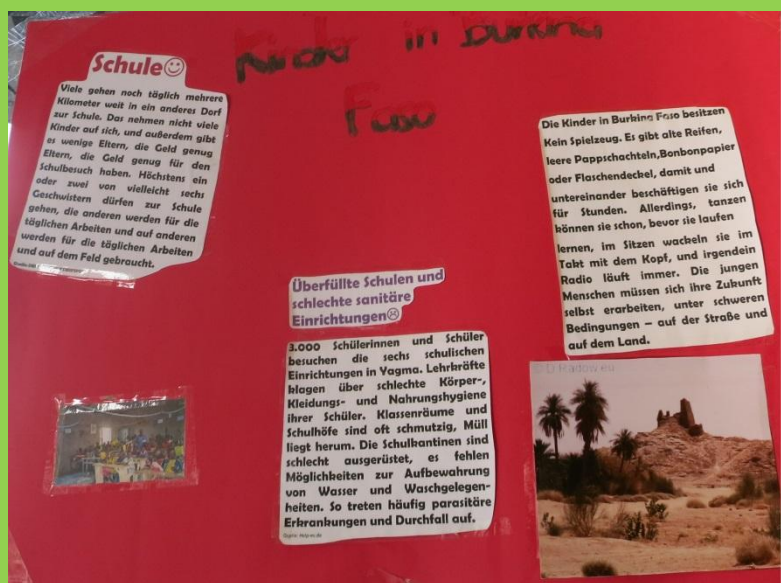 Kinder in Burkina
Faso
Schule☺
Viele gehen noch täglich mehrere
Kilometer weit in ein anderes Dorf
zur Schule. Das nehmen nicht viele
Kinder auf sich, und außerdem gibt
es wenige Eltern, die Geld genug
Eltern, die Geld genug für den
Schulbesuch haben. Höchstens ein
oder zwei von vielleicht sechs
Geschwistern dürfen zur Schule
gehen, die anderen werden für die
täglichen Arbeiten und auf anderen
werden für die täglichen Arbeiten
und auf dem Feld gebraucht.
Überfüllte Schulen und
schlechte sanitäre
Einrichtungen☹
3.000 Schülerinnen und Schüler
besuchen die sechs schulischen
Einrichtungen in Yagma. Lehrkräfte
klagen über schlechte Körper-,
Kleidungs- und Nahrungshygiene
ihrer Schüler. Klassenräume und
Schulhöfe sind oft schmutzig, Müll
liegt herum. Die Schulkantinen sind
schlecht ausgerüstet, es fehlen
Möglichkeiten zur Aufbewahrung
von Wasser und Waschgelegen-
heiten. So treten häufig parasitäre
Erkrankungen und Durchfall auf.
Die Kinder in Burkina Faso besitzen
Kein Spielzeug. Es gibt alte Reifen,
leere Pappschachteln,Bonbonpapier
oder Flaschendeckel, damit und
untereinander beschäftigen sie sich
für Stunden. Allerdings, tanzen
können sie schon, bevor sie laufen
lernen, im Sitzen wackeln sie im
Takt mit dem Kopf, und irgendein
Radio läuft immer. Die jungen
Menschen müssen sich ihre Zukunft
selbst erarbeiten, unter schweren
Bedingungen – auf der Straße und
auf dem Land.
© D Radow.eu